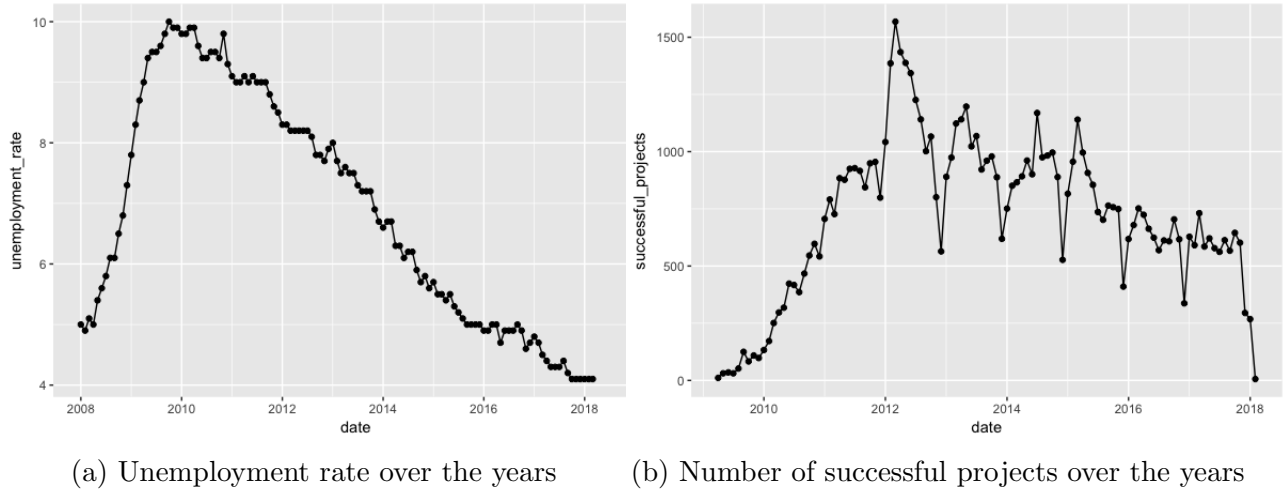 10
8
6
4
unemployment_rate
2008 2010 2012 2014 2016 2018
date
1500
1000
500
0
successful_projects
2010 2012 2014 2016 2018
date
(a) Unemployment rate over the years
(b) Number of successful projects over the years